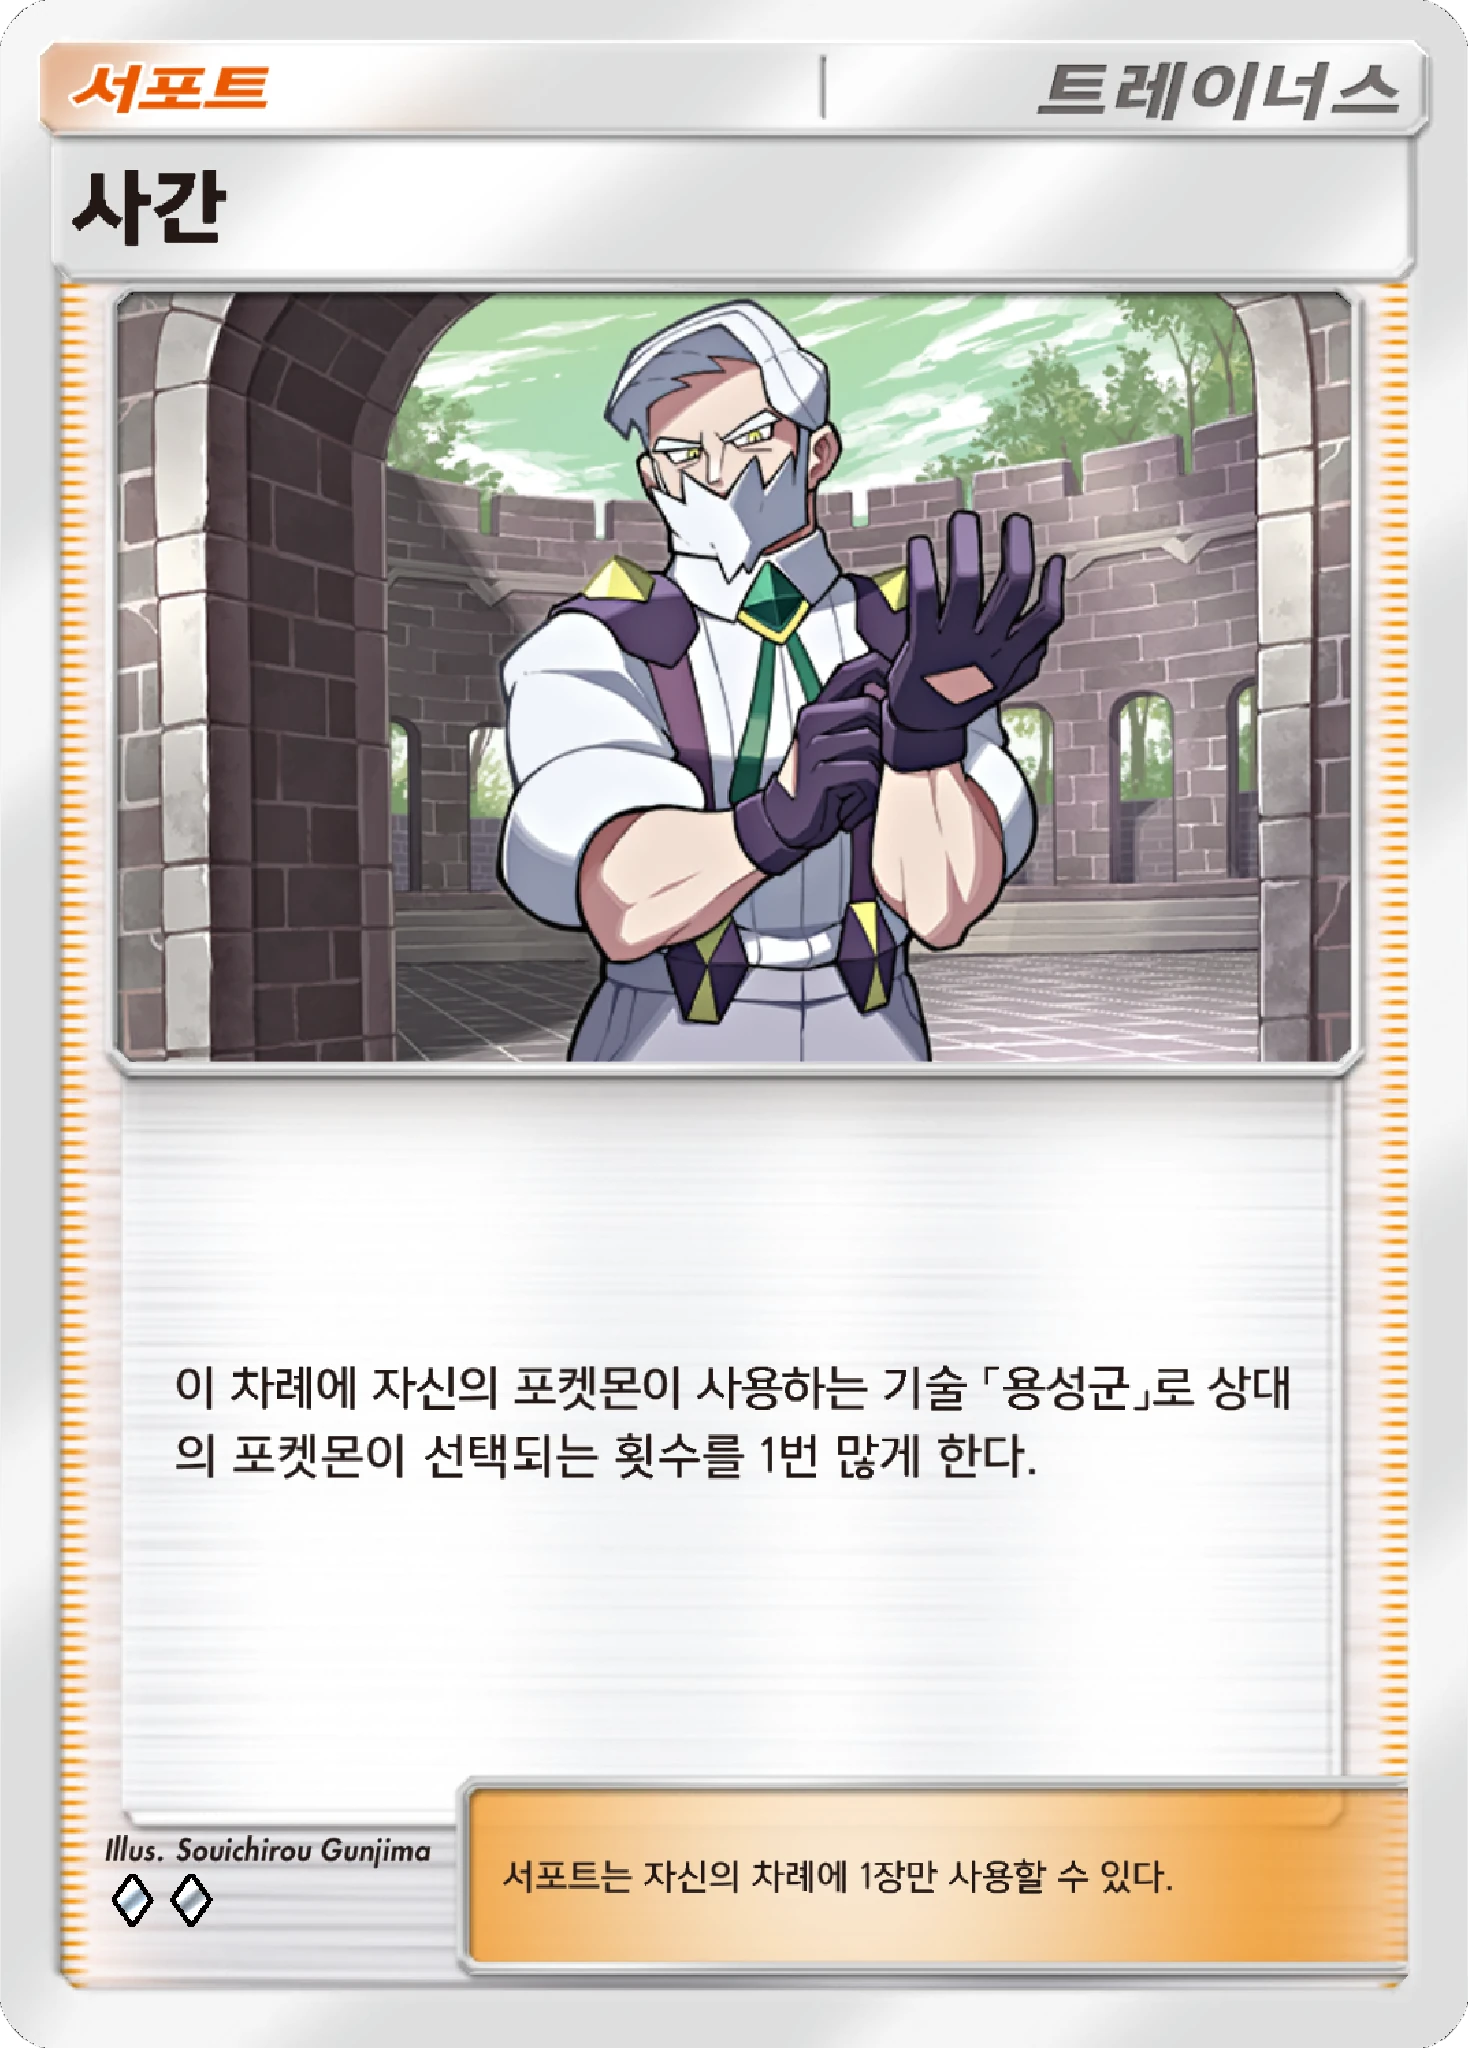 서포트
트레이너스
사간
이 차례에 자신의 포켓몬이 사용하는 기술 「용성군」로 상대
의 포켓몬이 선택되는 횟수를 1번 많게 한다.
Illus. Souichirou Gunjima
서포트는 자신의 차례에 1장만 사용할 수 있다.